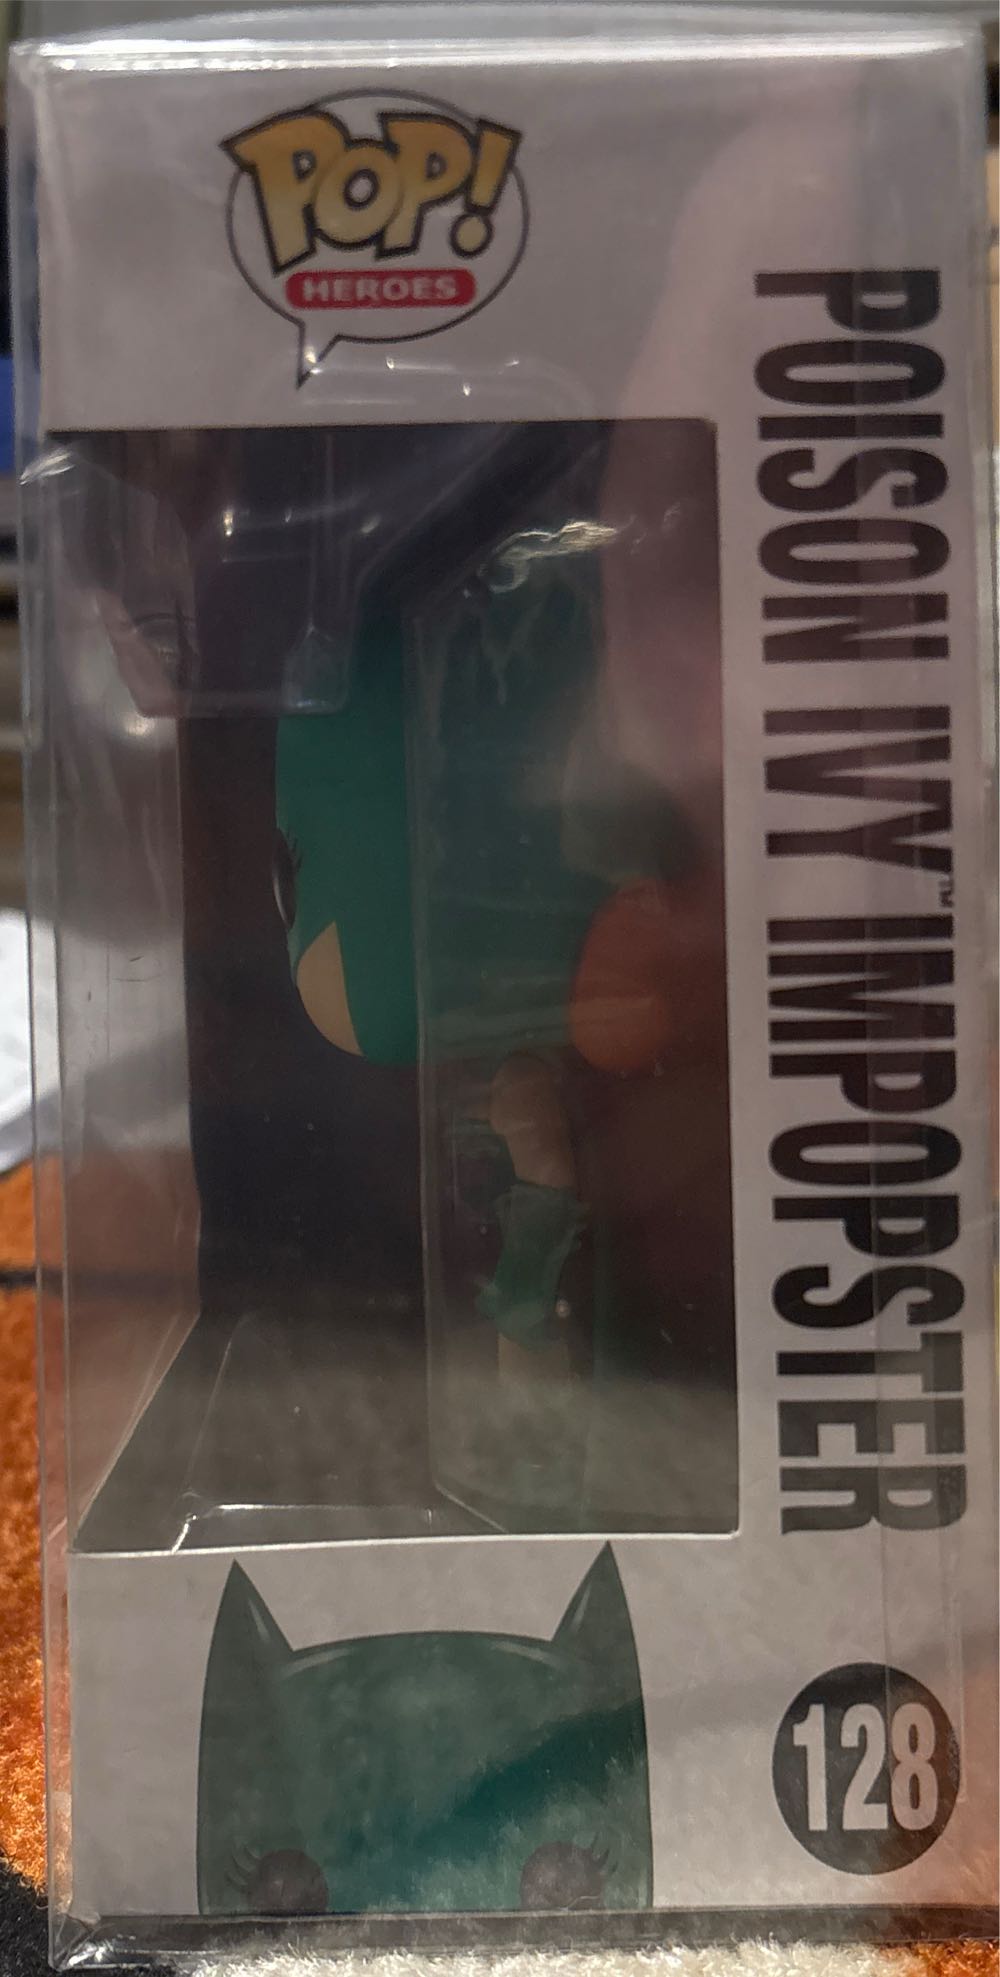 POP!
HEROES
POISON IVY™ IMPOPSTER
128